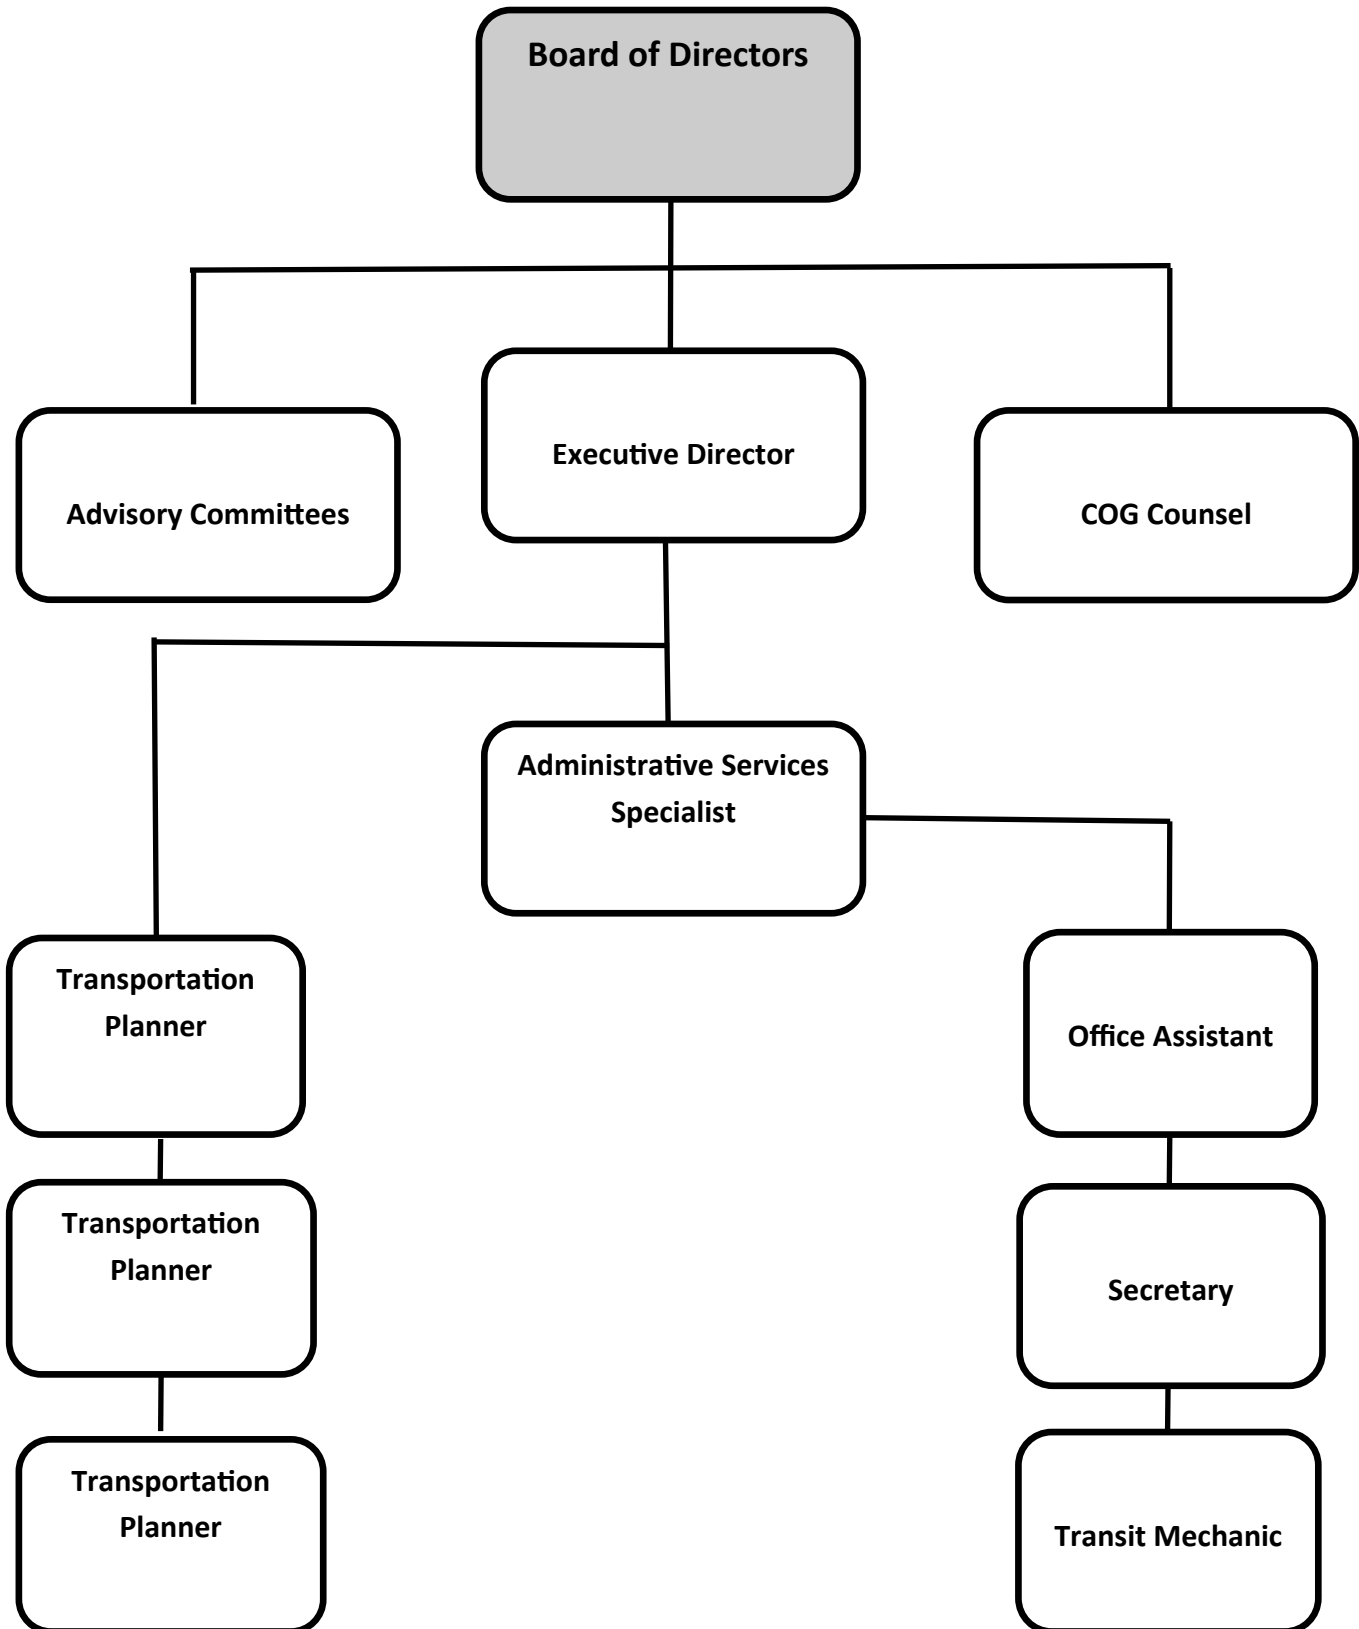 Board of Directors
Executive Director
Advisory Committees
COG Counsel
Administrative Services
Specialist
Transportation
Planner
Office Assistant
Transportation
Planner
Secretary
Transportation
Planner
Transit Mechanic